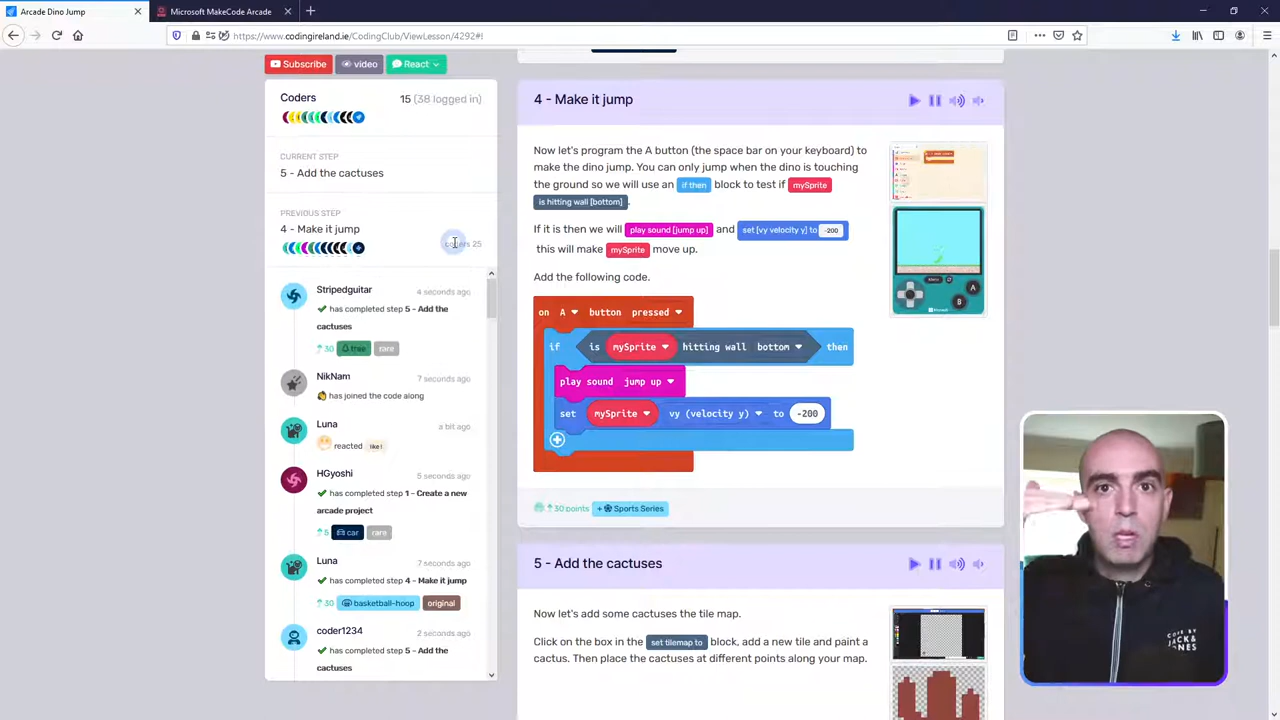 Arcade Dino Jump
Microsoft MakeCode Arcade
https://www.codingireland.ie/CodingClub/ViewLesson/4292#
Subscribe
video
React
Coders
15 (38 logged in)
CURRENT STEP
5 - Add the cactuses
PREVIOUS STEP
4 - Make it jump
coders 25
Stripedguitar
4 seconds ago
has completed step 5 - Add the
cactuses
30 tree rare
NikNam
7 seconds ago
has joined the code along
Luna
a bit ago
reacted like!
HGyoshi
5 seconds ago
has completed step 1 - Create a new
arcade project
5 car rare
Luna
7 seconds ago
has completed step 4 - Make it jump
30 basketball-hoop original
coder1234
2 seconds ago
has completed step 5 - Add the
cactuses
4 - Make it jump
Now let's program the A button (the space bar on your keyboard) to
make the dino jump. You can only jump when the dino is touching
the ground so we will use an if then block to test if mySprite
is hitting wall [bottom] .
If it is then we will play sound [jump up] and set [vy velocity y] to -200
this will make mySprite move up.
Add the following code.
on A button pressed
if is mySprite hitting wall bottom then
play sound jump up
set mySprite vy (velocity y) to -200
30 points + Sports Series
A
B
5 - Add the cactuses
Now let's add some cactuses the tile map.
Click on the box in the set tilemap to block, add a new tile and paint a
cactus. Then place the cactuses at different points along your map.
CODE BY
JACK &
JONES